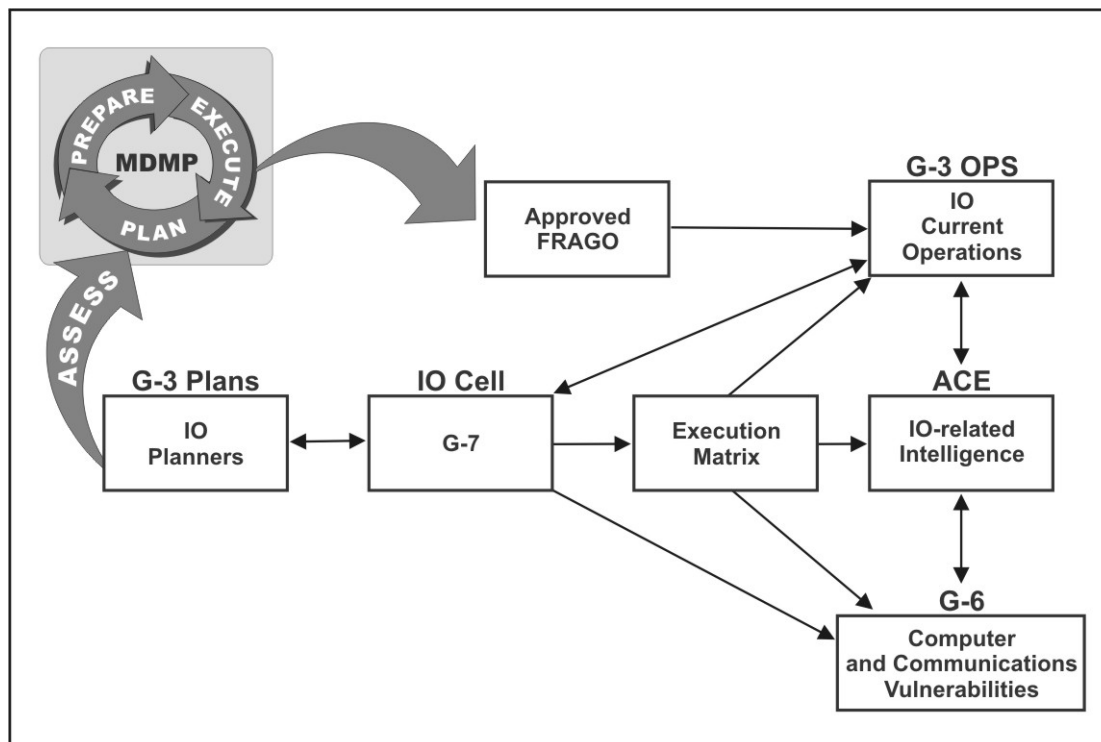 PREPARE
EXECUTE
MDMP
PLAN
ASSESS
Approved
FRAGO
G-3 OPS
IO
Current
Operations
G-3 Plans
IO
Planners
IO Cell
G-7
Execution
Matrix
ACE
IO-related
Intelligence
G-6
Computer
and Communications
Vulnerabilities